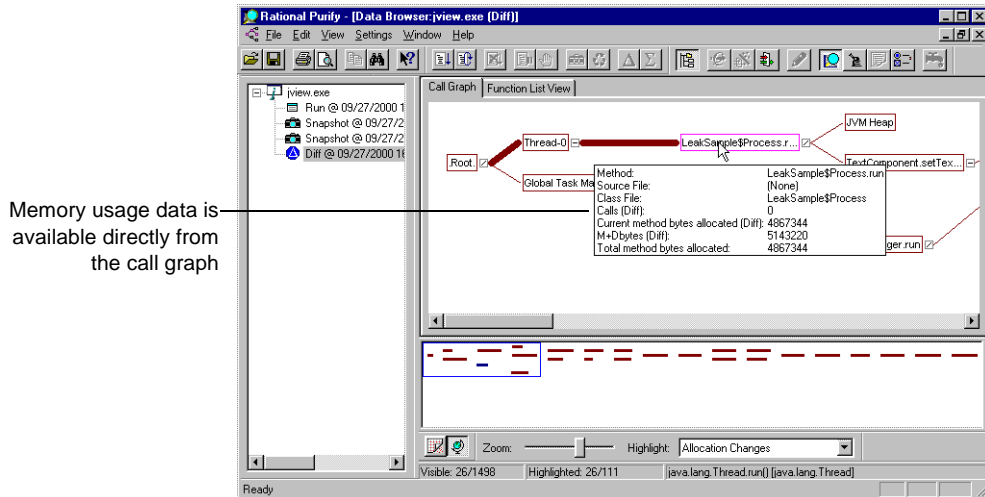 Rational Purify - [Data Browser:jview.exe (Diff)]
File Edit View Settings Window Help
jview.exe
Run @ 09/27/2000 1
Snapshot @ 09/27/2
Snapshot @ 09/27/2
Diff @ 09/27/2000 16
Call Graph Function List View
JVM Heap
Thread-0
LeakSample$Process.r...
.Root.
TextComponent.setTex...
Global Task Ma
Method: LeakSample$Process.run
Source File: (None)
Class File: LeakSample$Process
Calls (Diff): 0
Current method bytes allocated (Diff): 4867344
M+Dbytes (Diff): 5143220
Total method bytes allocated: 4867344
ger.run
Memory usage data is
available directly from
the call graph
Zoom: Highlight: Allocation Changes
Visible: 26/1498 Highlighted: 26/111 java.lang.Thread.run() [java.lang.Thread]
Ready